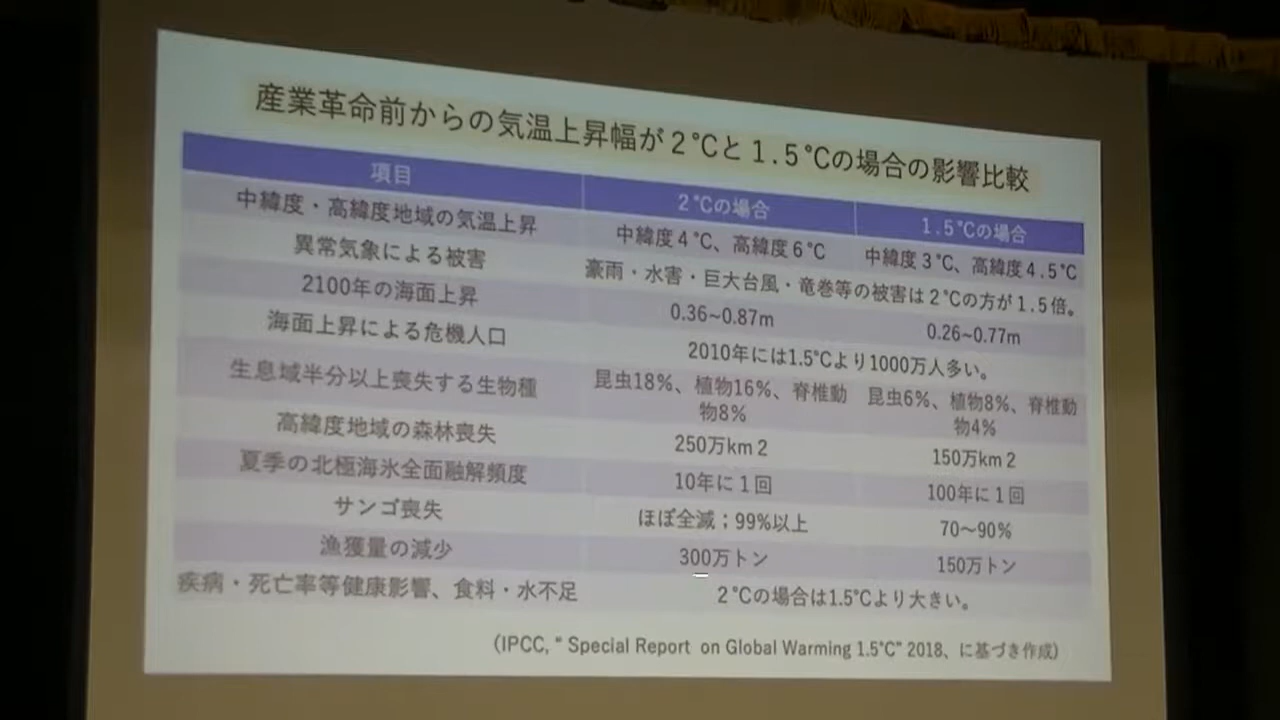 産業革命前からの気温上昇幅が2℃と1.5℃の場合の影響比較
項目 2℃の場合 1.5℃の場合
中緯度・高緯度地域の気温上昇 中緯度4℃、高緯度6℃ 中緯度3℃、高緯度4.5℃
異常気象による被害 豪雨・水害・巨大台風・竜巻等の被害は2℃の方が1.5倍。
2100年の海面上昇 0.36~0.87m 0.26~0.77m
海面上昇による危機人口 2010年には1.5℃より1000万人多い。
生息域半分以上喪失する生物種 昆虫18%、植物16%、脊椎動物8% 昆虫6%、植物8%、脊椎動物4%
高緯度地域の森林喪失 250万km2 150万km2
夏季の北極海氷全面融解頻度 10年に1回 100年に1回
サンゴ喪失 ほぼ全滅；99%以上 70～90%
漁獲量の減少 300万トン 150万トン
疾病・死亡率等健康影響、食料・水不足 2℃の場合は1.5℃より大きい。
（IPCC, “ Special Report on Global Warming 1.5℃” 2018、に基づき作成）